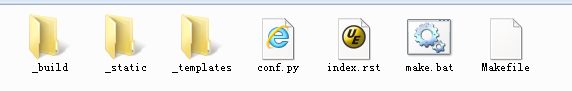 _build
_static
_templates
conf.py
index.rst
make.bat
Makefile